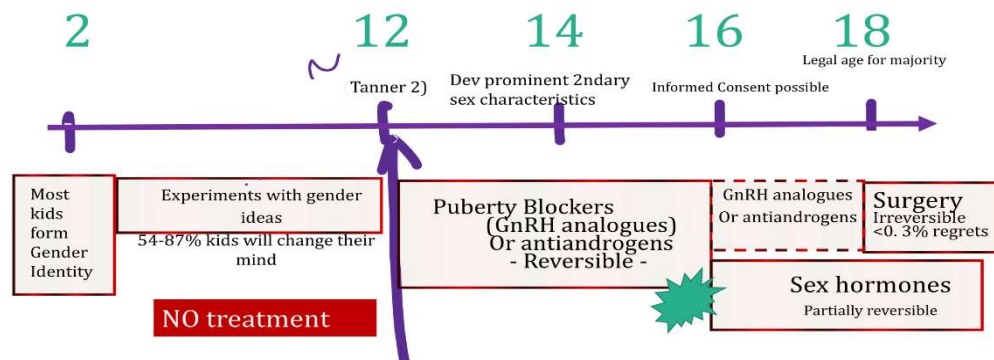 2
12
14
16
18
~
Tanner 2)
Dev prominent 2ndary
sex characteristics
Informed Consent possible
Legal age for majority
Most
kids
form
Gender
Identity
Experiments with gender
ideas
54-87% kids will change their
mind
NO treatment
Puberty Blockers
(GnRH analogues)
Or antiandrogens
- Reversible -
GnRH analogues
Or antiandrogens
Surgery
Irreversible
<0. 3% regrets
Sex hormones
Partially reversible